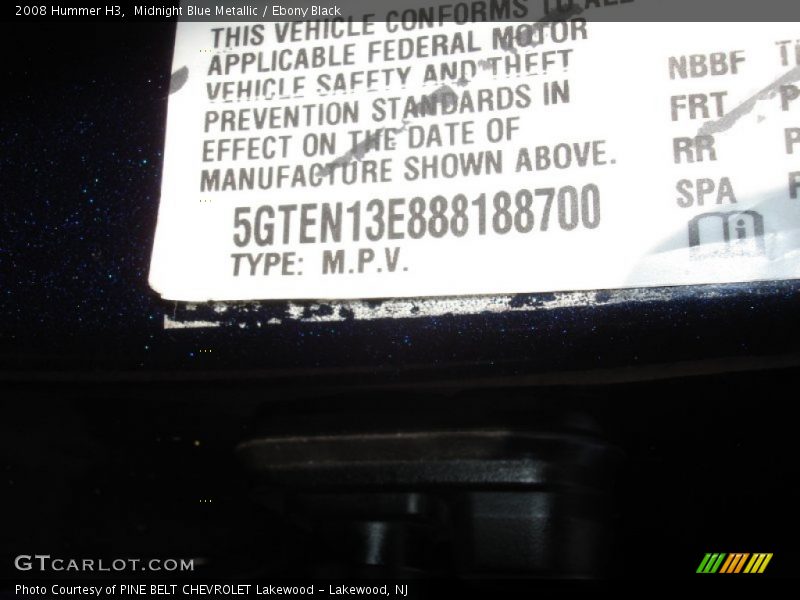 2008 Hummer H3,  Midnight Blue Metallic / Ebony Black
THIS VEHICLE CONFORMS TO ALL
APPLICABLE FEDERAL MOTOR
VEHICLE SAFETY AND THEFT
PREVENTION STANDARDS IN
EFFECT ON THE DATE OF
MANUFACTURE SHOWN ABOVE.
5GTEN13E888188700
TYPE: M.P.V.
NBBF
FRT
RR
SPA
GTCARLOT.COM
Photo Courtesy of PINE BELT CHEVROLET Lakewood - Lakewood, NJ